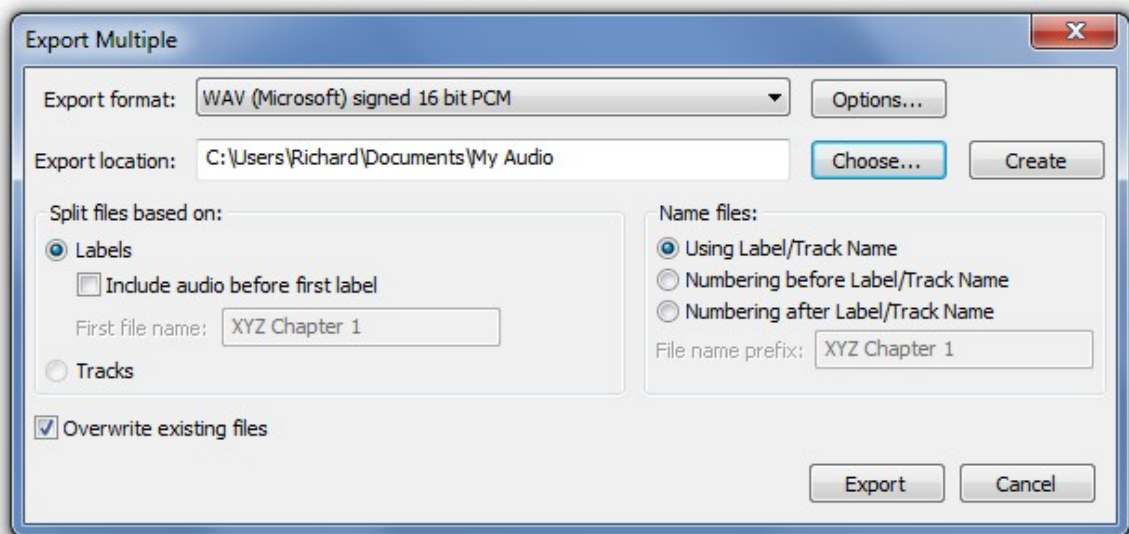 Export Multiple
Export format: WAV (Microsoft) signed 16 bit PCM Options...
Export location: C:\Users\Richard\Documents\My Audio Choose... Create
Split files based on:
Labels
Include audio before first label
First file name: XYZ Chapter 1
Tracks
Name files:
Using Label/Track Name
Numbering before Label/Track Name
Numbering after Label/Track Name
File name prefix: XYZ Chapter 1
Overwrite existing files
Export Cancel